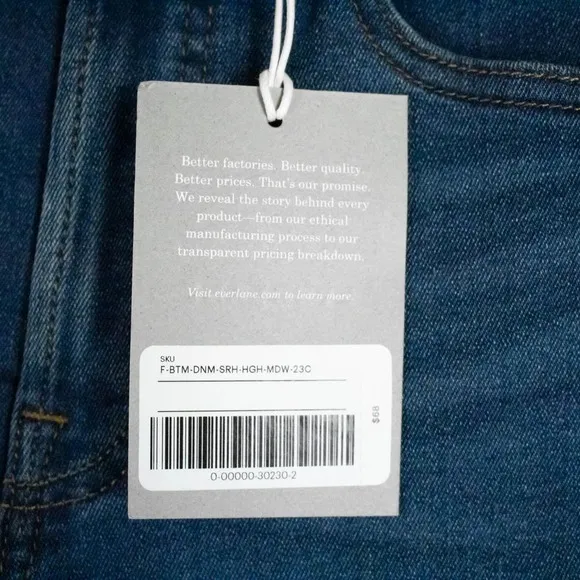 Better factories. Better quality.
Better prices. That's our promise.
We reveal the story behind every
product—from our ethical
manufacturing process to our
transparent pricing breakdown.
Visit everlane.com to learn more.
SKU
F-BTM-DNM-SRH-HGH-MDW-23C
0-00000-30230-2
$68